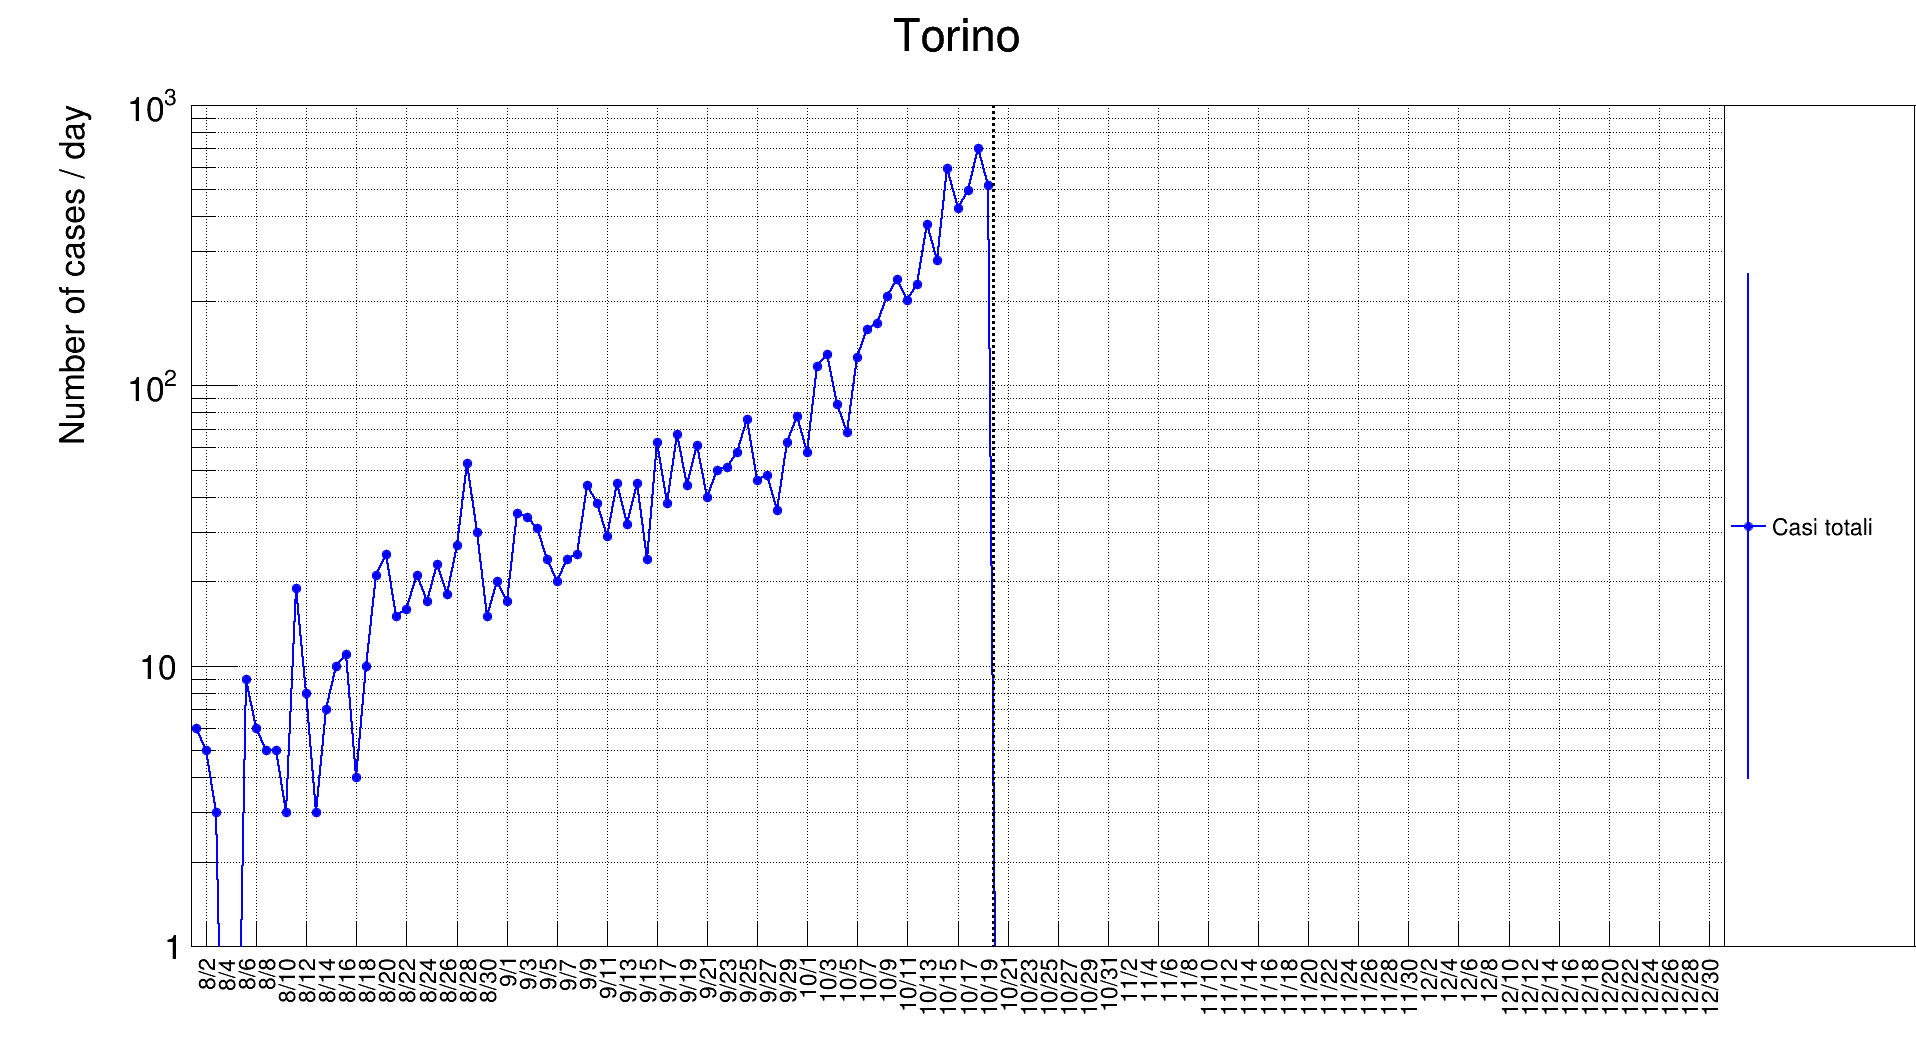 Torino
Number of cases / day
10³
10²
10
1
8/2 8/4 8/6 8/8 8/10 8/12 8/14 8/16 8/18 8/20 8/22 8/24 8/26 8/28 8/30 9/1 9/3 9/5 9/7 9/9 9/11 9/13 9/15 9/17 9/19 9/21 9/23 9/25 9/27 9/29 10/1 10/3 10/5 10/7 10/9 10/11 10/13 10/15 10/17 10/19 10/21 10/23 10/25 10/27 10/29 10/31 11/2 11/4 11/6 11/8 11/10 11/12 11/14 11/16 11/18 11/20 11/22 11/24 11/26 11/28 11/30 12/2 12/4 12/6 12/8 12/10 12/12 12/14 12/16 12/18 12/20 12/22 12/24 12/26 12/28 12/30
Casi totali